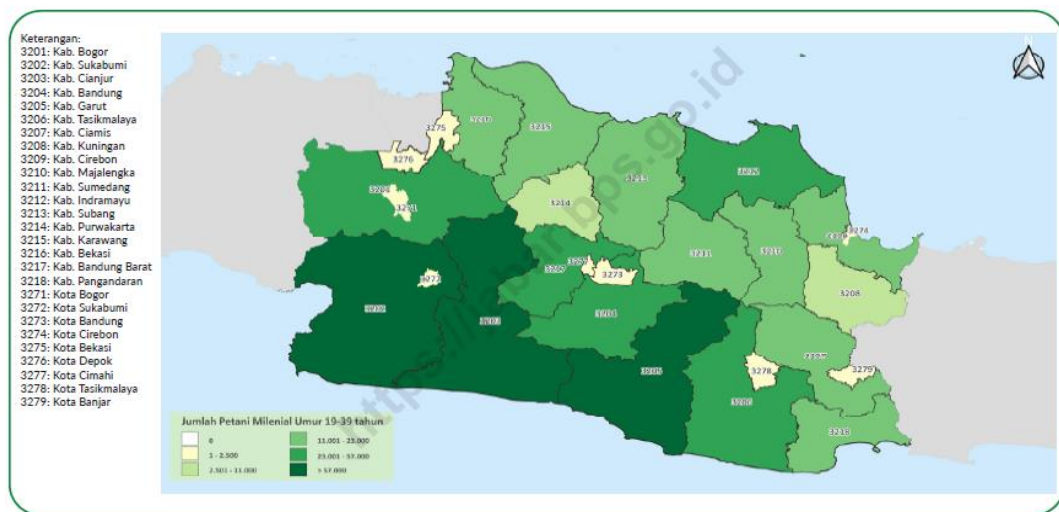 Keterangan:
3201: Kab. Bogor
3202: Kab. Sukabumi
3203: Kab. Cianjur
3204: Kab. Bandung
3205: Kab. Garut
3206: Kab. Tasikmalaya
3207: Kab. Ciamis
3208: Kab. Kuningan
3209: Kab. Cirebon
3210: Kab. Majalengka
3211: Kab. Sumedang
3212: Kab. Indramayu
3213: Kab. Subang
3214: Kab. Purwakarta
3215: Kab. Karawang
3216: Kab. Bekasi
3217: Kab. Bandung Barat
3218: Kab. Pangandaran
3271: Kota Bogor
3272: Kota Sukabumi
3273: Kota Bandung
3274: Kota Cirebon
3275: Kota Bekasi
3276: Kota Depok
3277: Kota Cimahi
3278: Kota Tasikmalaya
3279: Kota Banjar
N
3275
3216
3215
3276
3213
3212
3201
3271
3214
3274
3211
3210
3217
3273
3208
3202
3203
3204
3207
3205
3278
3279
3206
3218
https://jabar.bps.go.id
Jumlah Petani Milenial Umur 19-39 tahun
0
1 - 2.500
2.501 - 11.000
11.001 - 23.000
23.001 - 57.000
> 57.000